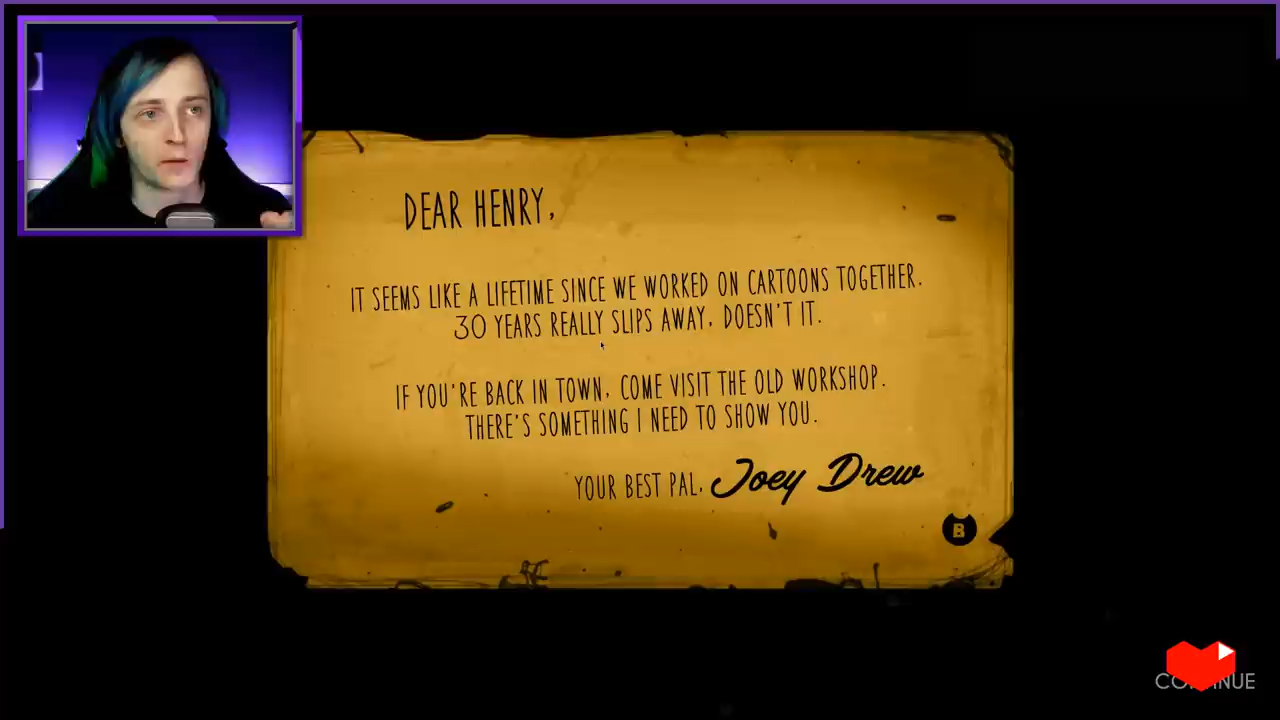 DEAR HENRY,
IT SEEMS LIKE A LIFETIME SINCE WE WORKED ON CARTOONS TOGETHER.
30 YEARS REALLY SLIPS AWAY, DOESN'T IT.
IF YOU'RE BACK IN TOWN, COME VISIT THE OLD WORKSHOP.
THERE'S SOMETHING I NEED TO SHOW YOU.
YOUR BEST PAL, Joey Drew
B
CONTINUE